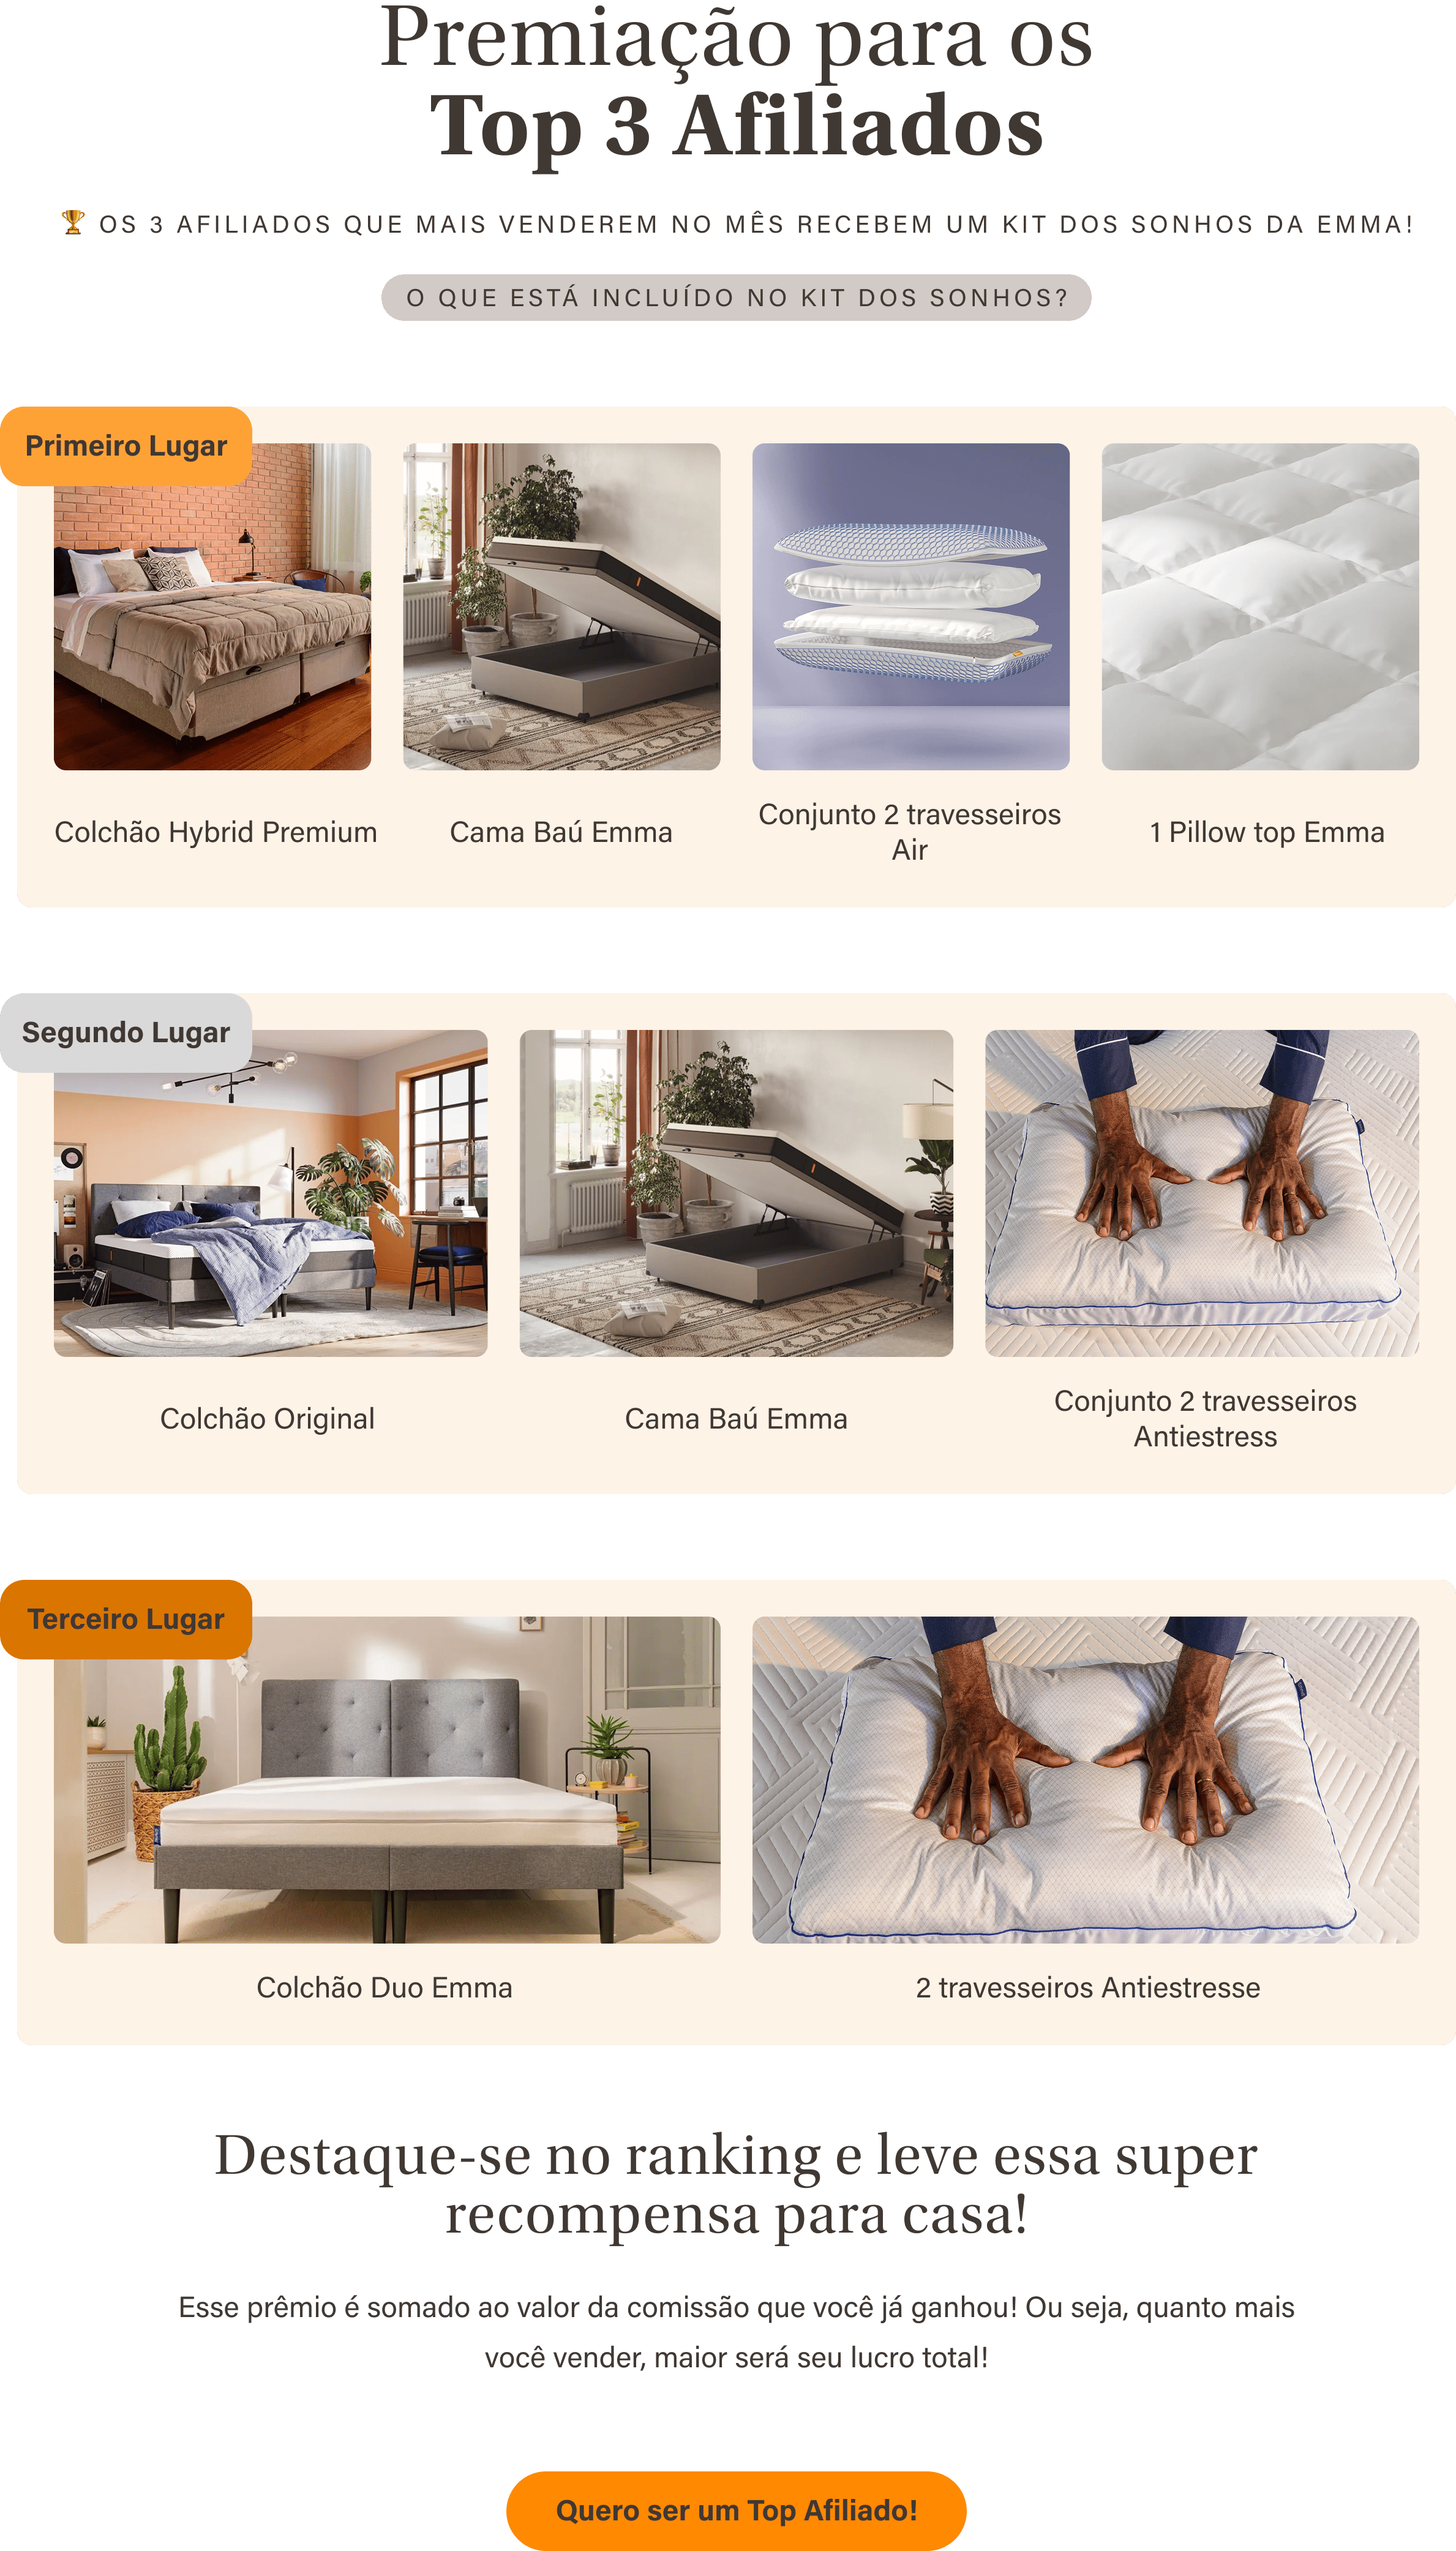 Premiação para os
Top 3 Afiliados
🏆 OS 3 AFILIADOS QUE MAIS VENDEREM NO MÊS RECEBEM UM KIT DOS SONHOS DA EMMA!
O QUE ESTÁ INCLUÍDO NO KIT DOS SONHOS?
Primeiro Lugar
Colchão Hybrid Premium
Cama Baú Emma
Conjunto 2 travesseiros
Air
1 Pillow top Emma
Segundo Lugar
Colchão Original
Cama Baú Emma
Conjunto 2 travesseiros
Antiestress
Terceiro Lugar
Colchão Duo Emma
2 travesseiros Antiestresse
Destaque-se no ranking e leve essa super
recompensa para casa!
Esse prêmio é somado ao valor da comissão que você já ganhou! Ou seja, quanto mais
você vender, maior será seu lucro total!
Quero ser um Top Afiliado!